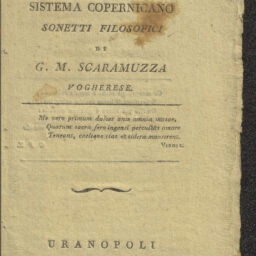 SISTEMA COPERNICANO
SONETTI FILOSOFICI
DI
G. M. SCARAMUZZA
VOGHERESE.
Me vero primum dulces ante omnia musae,
Quarum sacra fero ingenti percussus amore
Teneant, coelique vias et sidera monstrent.
VIRGIL.
URANOPOLI